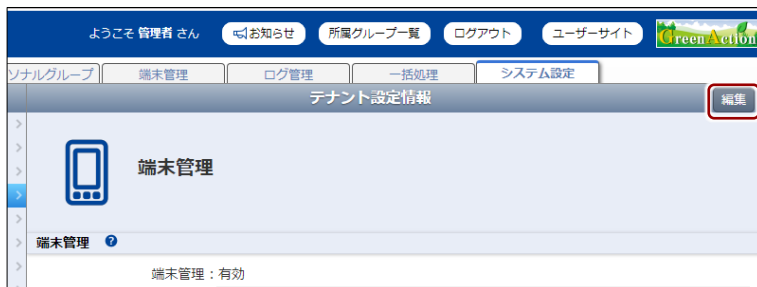 ようこそ 管理者 さん お知らせ 所属グループ一覧 ログアウト ユーザーサイト Green Action
ソナルグループ 端末管理 ログ管理 一括処理 システム設定
テナント設定情報 編集
端末管理
端末管理 ?
端末管理：有効